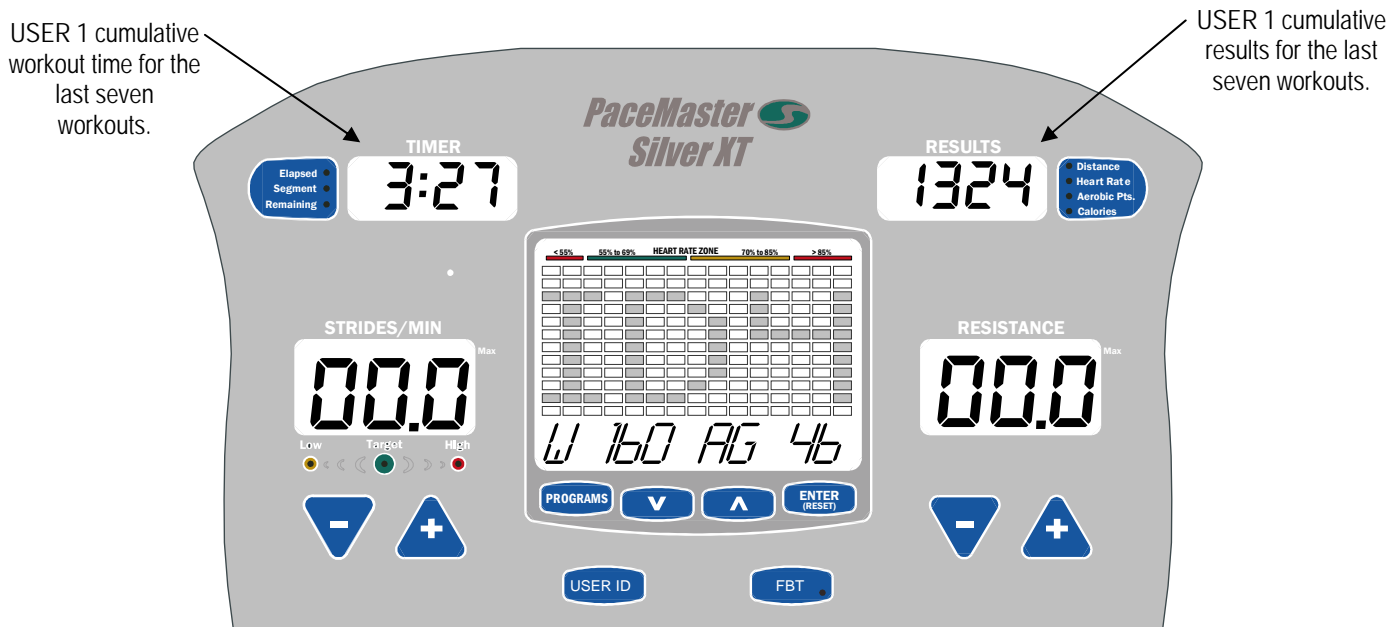 USER 1 cumulative
workout time for the
last seven
workouts.
USER 1 cumulative
results for the last
seven workouts.
PaceMaster
Silver XT
TIMER
Elapsed
Segment
Remaining
3:27
RESULTS
1324
Distance
Heart Rate
Aerobic Pts.
Calories
< 55% 55% to 69% HEART RATE ZONE 70% to 85% > 85%
STRIDES/MIN
Max
00.0
Low Target High
- +
RESISTANCE
Max
00.0
- +
W 160 AG 46
PROGRAMS V Λ ENTER
(RESET)
USER ID FBT